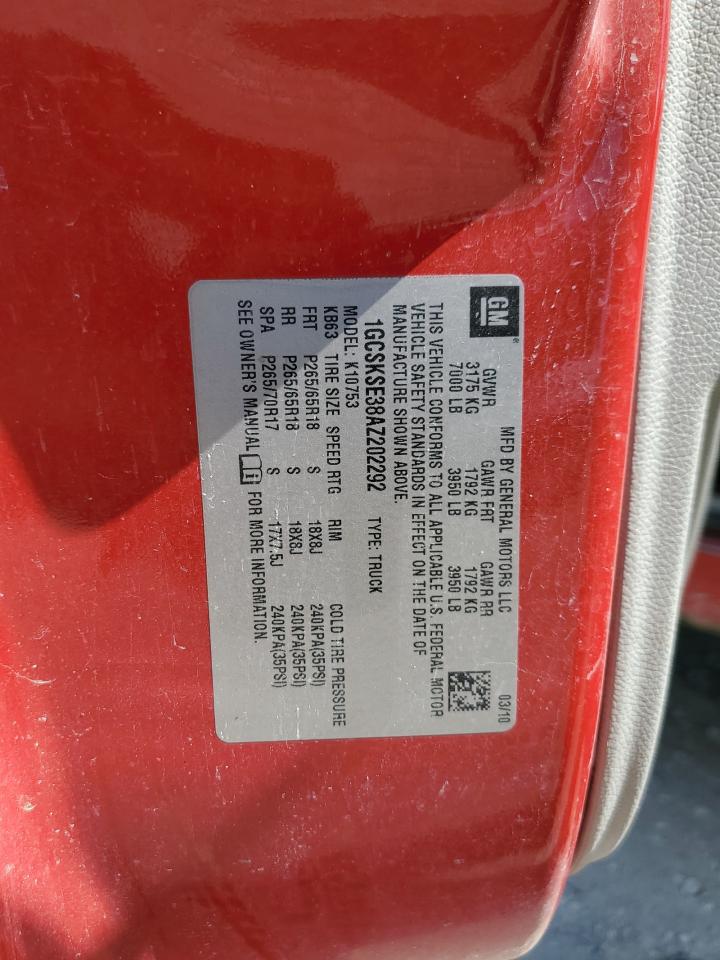 GM ®
MFD BY GENERAL MOTORS LLC 03/10
GVWR GAWR FRT GAWR RR
3175 KG 1792 KG 1792 KG
7000 LB 3950 LB 3950 LB
THIS VEHICLE CONFORMS TO ALL APPLICABLE U.S. FEDERAL MOTOR
VEHICLE SAFETY STANDARDS IN EFFECT ON THE DATE OF
MANUFACTURE SHOWN ABOVE.
1GCSKSE38AZ202292 TYPE: TRUCK
MODEL: K10753
KB63 TIRE SIZE SPEED RTG RIM COLD TIRE PRESSURE
FRT P265/65R18 S 18X8J 240KPA(35PSI)
RR P265/65R18 S 18X8J 240KPA(35PSI)
SPA P265/70R17 S 17X7.5J 240KPA(35PSI)
SEE OWNER'S MANUAL FOR MORE INFORMATION.